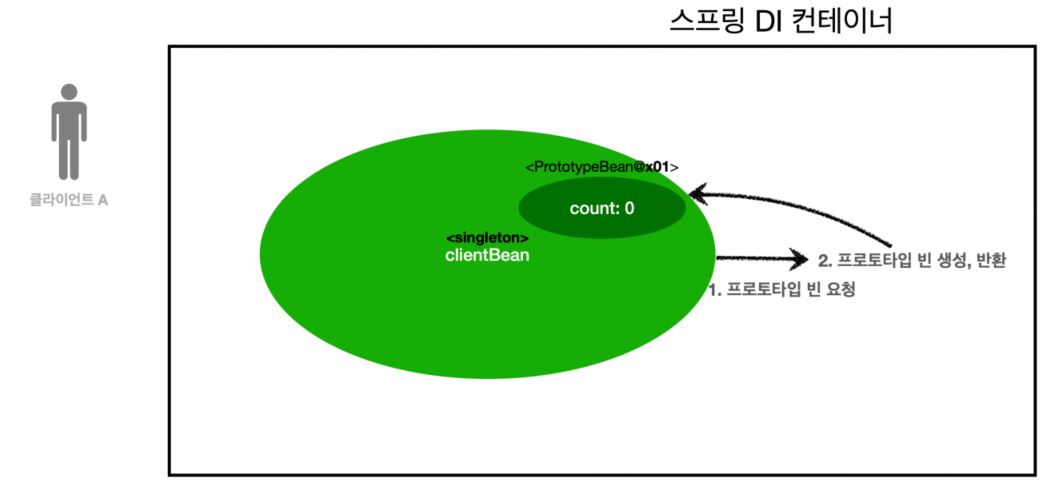 스프링 DI 컨테이너
클라이언트 A
<PrototypeBean@x01>
count: 0
<singleton>
clientBean
2. 프로토타입 빈 생성, 반환
1. 프로토타입 빈 요청